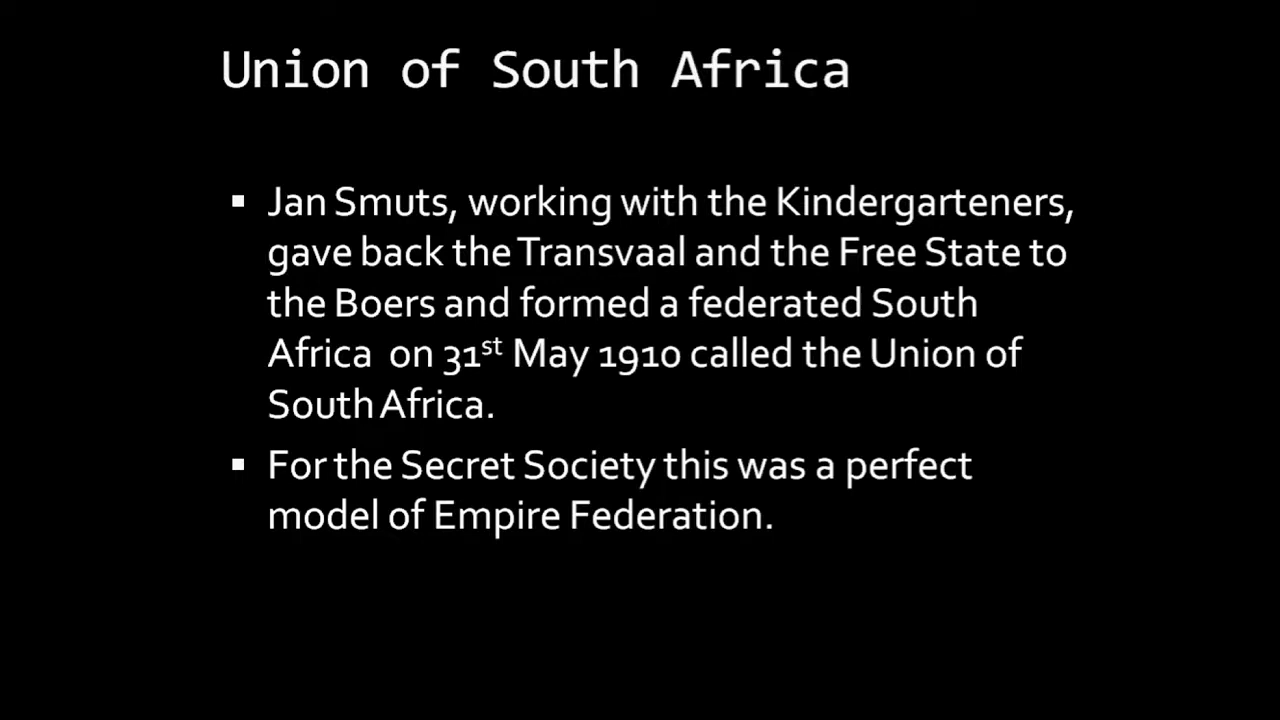 Union of South Africa
▪ Jan Smuts, working with the Kindergarteners,
gave back the Transvaal and the Free State to
the Boers and formed a federated South
Africa on 31st May 1910 called the Union of
South Africa.
▪ For the Secret Society this was a perfect
model of Empire Federation.